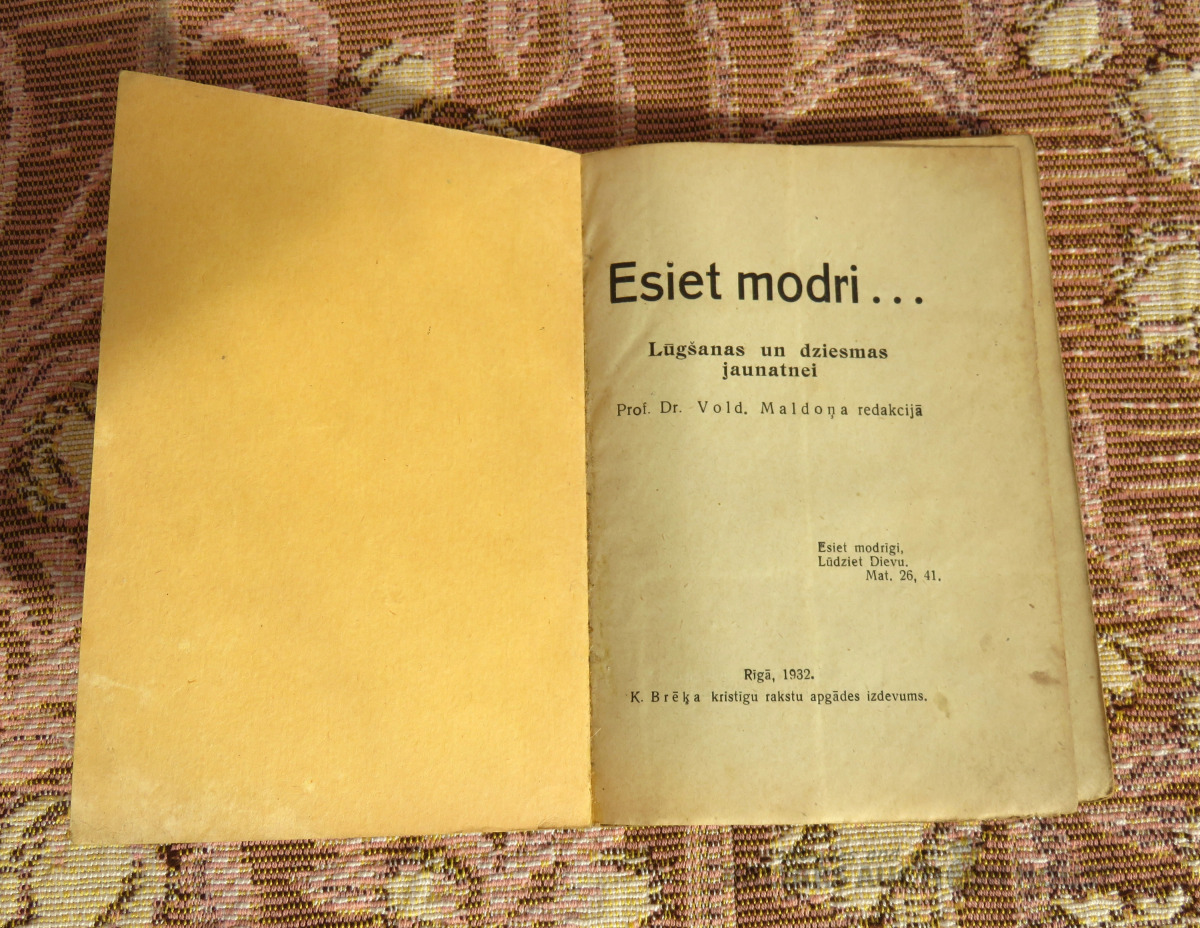 Esiet modri...
Lūgšanas un dziesmas
jaunatnei
Prof. Dr. Vold. Maldoņa redakcijā
Esiet modrīgi,
Lūdziet Dievu.
Mat. 26, 41.
Rīgā, 1932.
K. Brēķa kristīgu rakstu apgādes izdevums.